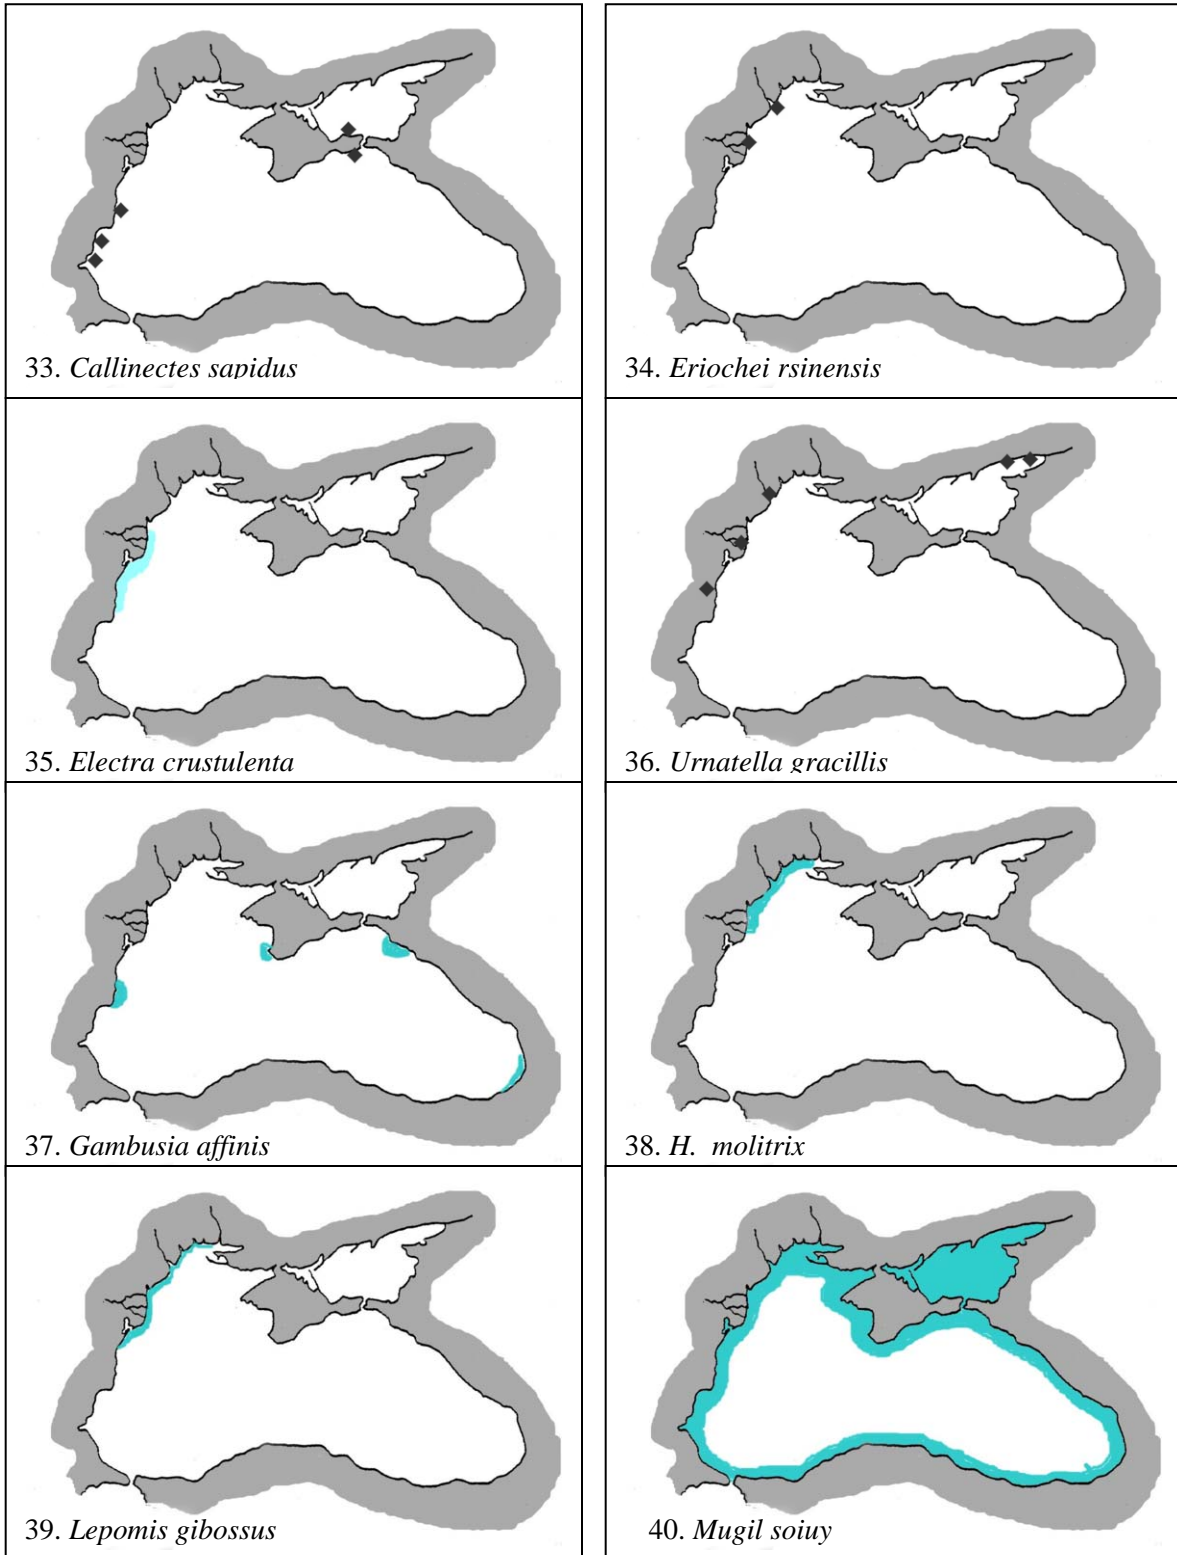 33. Callinectes sapidus
34. Eriochei rsinensis
35. Electra crustulenta
36. Urnatella gracillis
37. Gambusia affinis
38. H. molitrix
39. Lepomis gibossus
40. Mugil soiuy